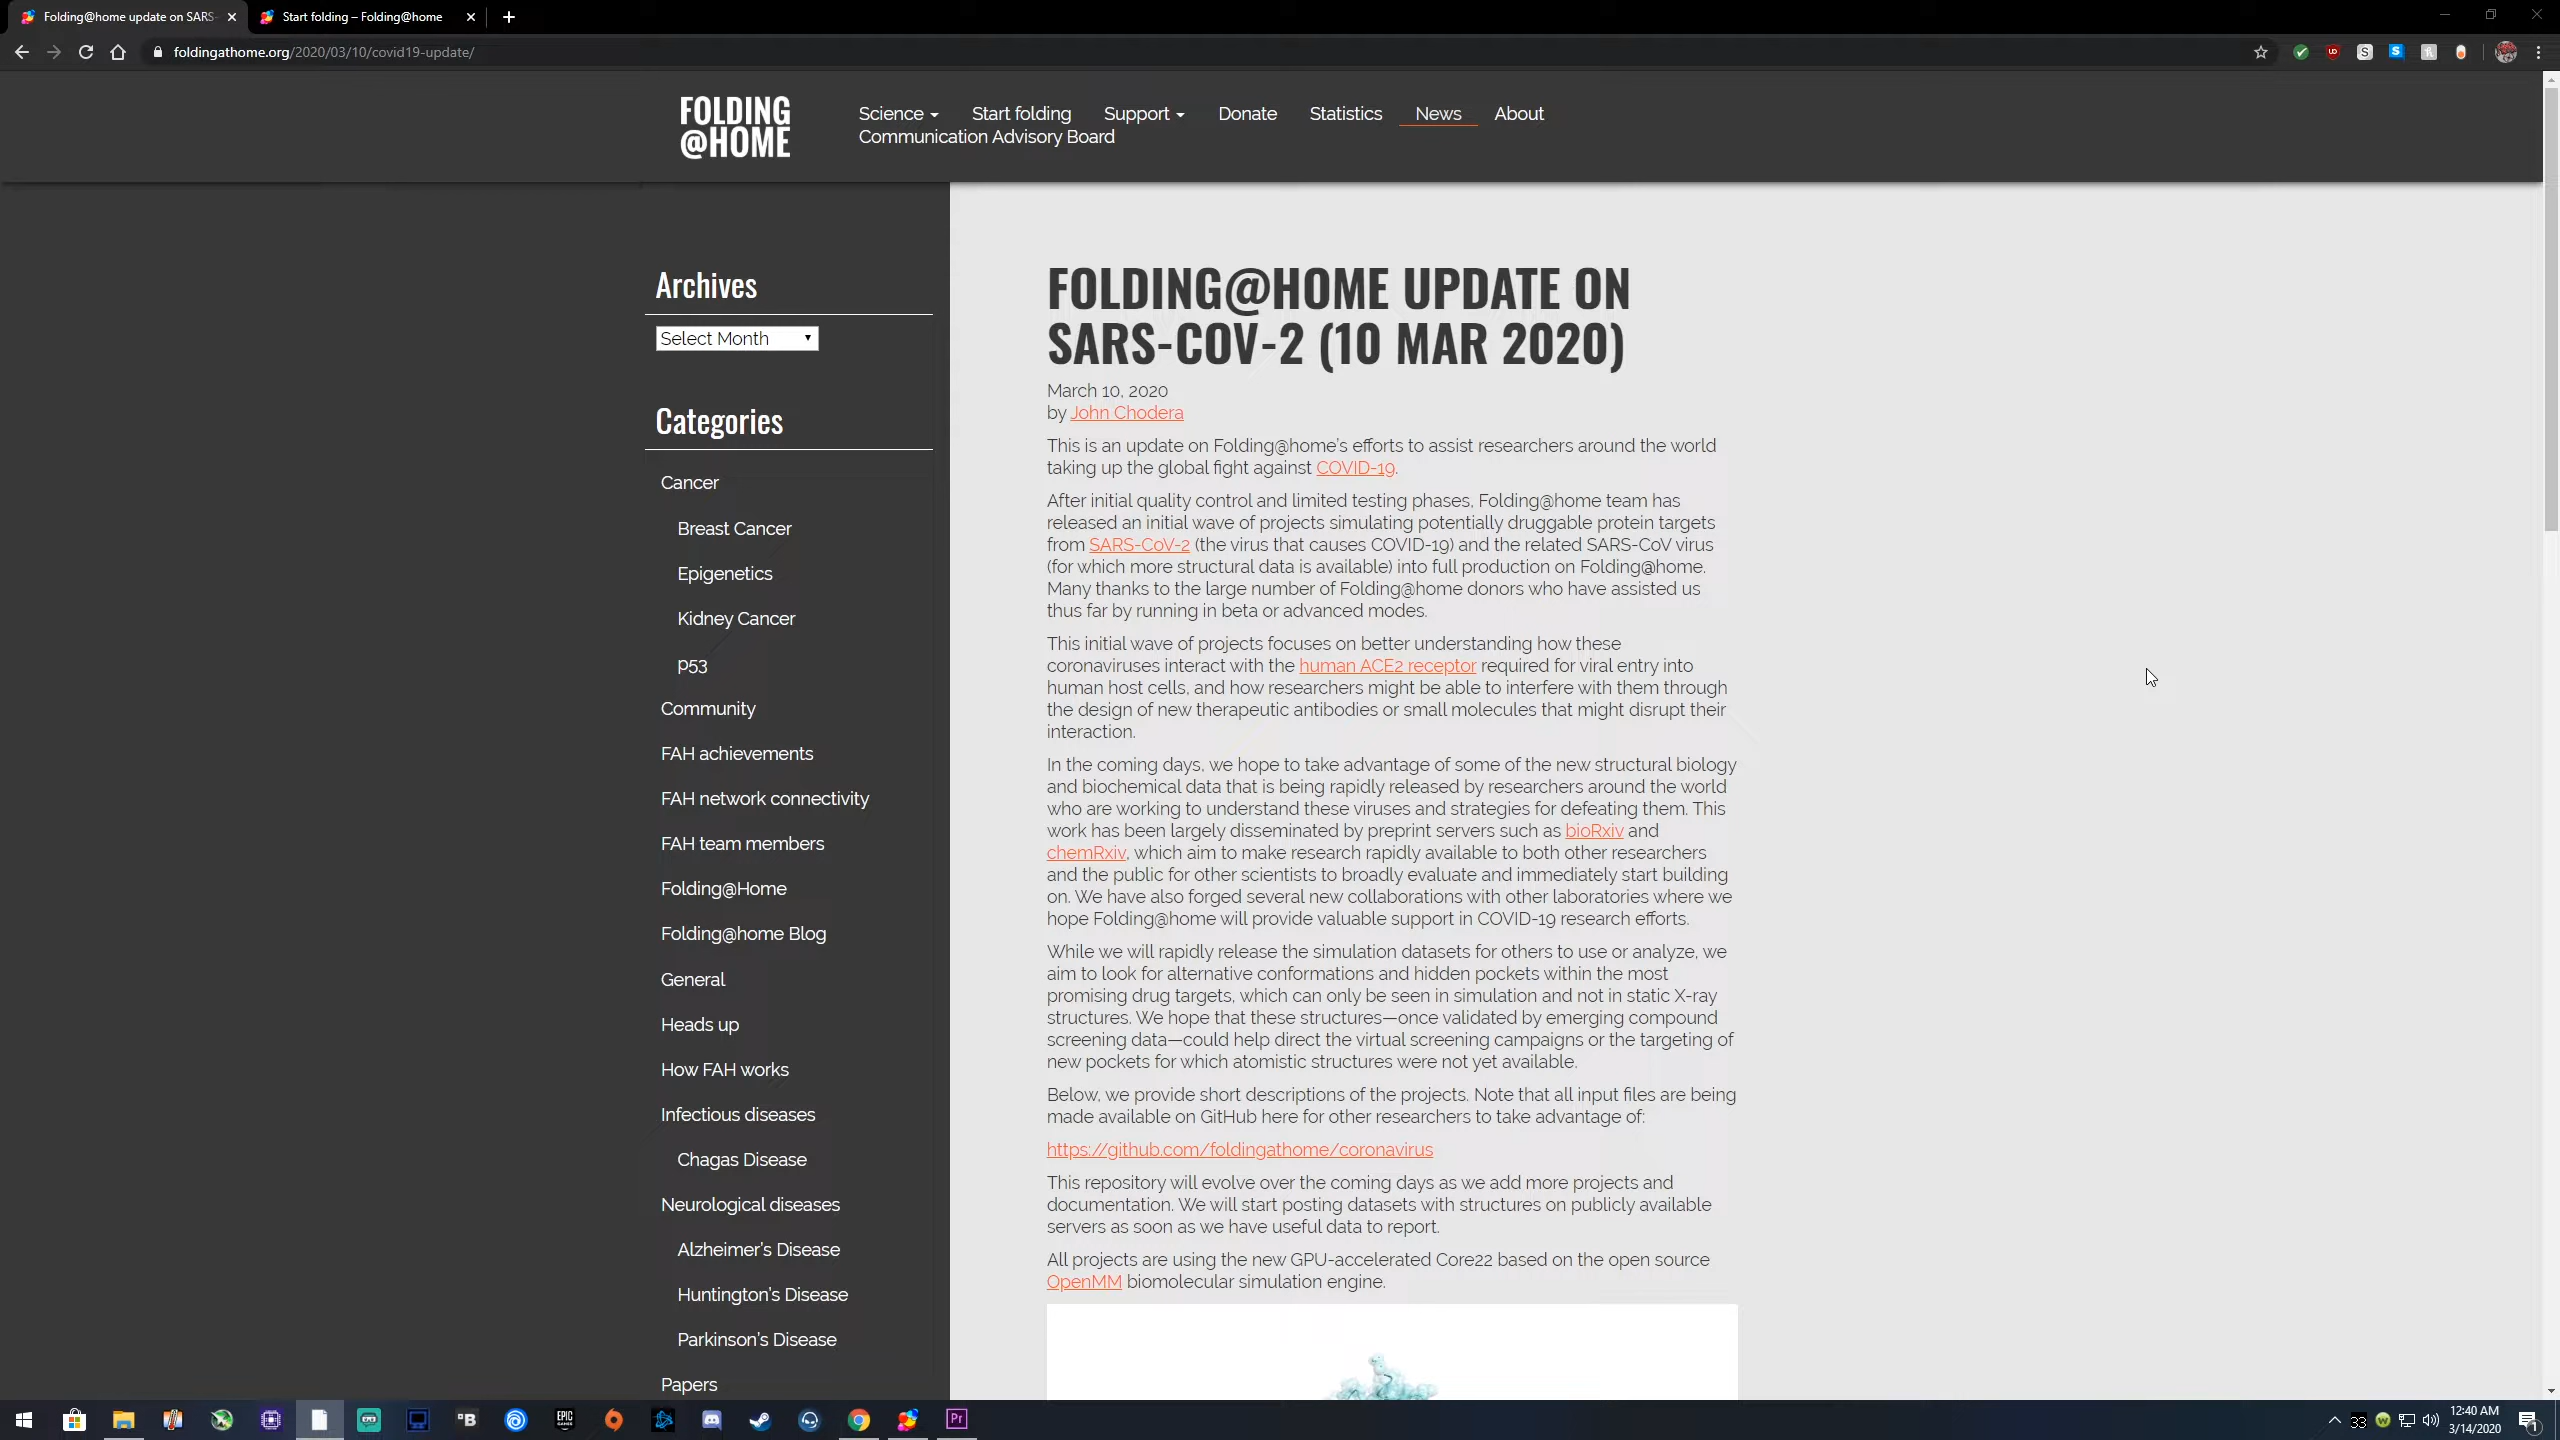 Folding@home update on SARS-
Start folding – Folding@home
foldingathome.org/2020/03/10/covid19-update/
FOLDING
@HOME
Science
Start folding
Support
Donate
Statistics
News
About
Communication Advisory Board
Archives
Select Month
Categories
Cancer
Breast Cancer
Epigenetics
Kidney Cancer
p53
Community
FAH achievements
FAH network connectivity
FAH team members
Folding@Home
Folding@home Blog
General
Heads up
How FAH works
Infectious diseases
Chagas Disease
Neurological diseases
Alzheimer's Disease
Huntington's Disease
Parkinson's Disease
Papers
FOLDING@HOME UPDATE ON
SARS-COV-2 (10 MAR 2020)
March 10, 2020
by John Chodera
This is an update on Folding@home's efforts to assist researchers around the world
taking up the global fight against COVID-19.
After initial quality control and limited testing phases, Folding@home team has
released an initial wave of projects simulating potentially druggable protein targets
from SARS-CoV-2 (the virus that causes COVID-19) and the related SARS-CoV virus
(for which more structural data is available) into full production on Folding@home.
Many thanks to the large number of Folding@home donors who have assisted us
thus far by running in beta or advanced modes.
This initial wave of projects focuses on better understanding how these
coronaviruses interact with the human ACE2 receptor required for viral entry into
human host cells, and how researchers might be able to interfere with them through
the design of new therapeutic antibodies or small molecules that might disrupt their
interaction.
In the coming days, we hope to take advantage of some of the new structural biology
and biochemical data that is being rapidly released by researchers around the world
who are working to understand these viruses and strategies for defeating them. This
work has been largely disseminated by preprint servers such as bioRxiv and
chemRxiv, which aim to make research rapidly available to both other researchers
and the public for other scientists to broadly evaluate and immediately start building
on. We have also forged several new collaborations with other laboratories where we
hope Folding@home will provide valuable support in COVID-19 research efforts.
While we will rapidly release the simulation datasets for others to use or analyze, we
aim to look for alternative conformations and hidden pockets within the most
promising drug targets, which can only be seen in simulation and not in static X-ray
structures. We hope that these structures—once validated by emerging compound
screening data—could help direct the virtual screening campaigns or the targeting of
new pockets for which atomistic structures were not yet available.
Below, we provide short descriptions of the projects. Note that all input files are being
made available on GitHub here for other researchers to take advantage of:
https://github.com/foldingathome/coronavirus
This repository will evolve over the coming days as we add more projects and
documentation. We will start posting datasets with structures on publicly available
servers as soon as we have useful data to report.
All projects are using the new GPU-accelerated Core22 based on the open source
OpenMM biomolecular simulation engine.
B
EPIC
GAMES
Pr
33
12:40 AM
3/14/2020
1